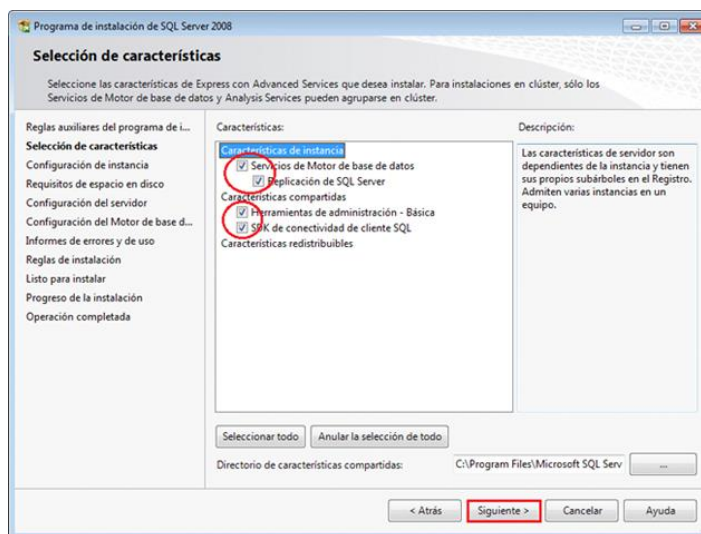 Programa de instalación de SQL Server 2008
Selección de características
Seleccione las características de Express con Advanced Services que desea instalar. Para instalaciones en clúster, sólo los
Servicios de Motor de base de datos y Analysis Services pueden agruparse en clúster.
Reglas auxiliares del programa de i...
Selección de características
Configuración de instancia
Requisitos de espacio en disco
Configuración del servidor
Configuración del Motor de base d...
Informes de errores y de uso
Reglas de instalación
Listo para instalar
Progreso de la instalación
Operación completada
Características:
Características de instancia
Servicios de Motor de base de datos
Replicación de SQL Server
Características compartidas
Herramientas de administración - Básica
SDK de conectividad de cliente SQL
Características redistribuibles
Descripción:
Las características de servidor son
dependientes de la instancia y tienen
sus propios subárboles en el Registro.
Admiten varias instancias en un
equipo.
Seleccionar todo
Anular la selección de todo
Directorio de características compartidas:
C:\Program Files\Microsoft SQL Serv
...
< Atrás
Siguiente >
Cancelar
Ayuda